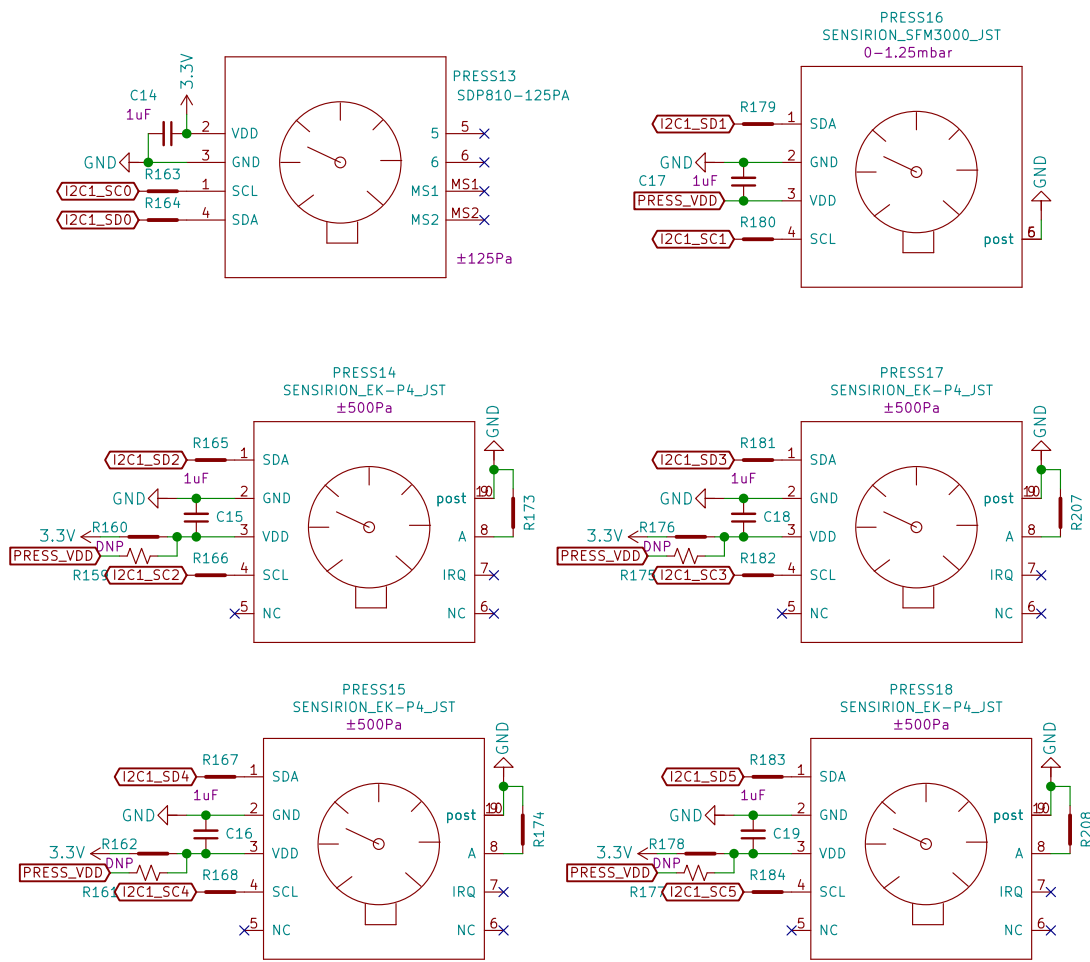 PRESS13
SDP810-125PA
3.3V
C14
1uF
2 VDD
GND 3 GND
R163
I2C1_SC0 1 SCL
R164
I2C1_SD0 4 SDA
5 5
6 6
MS1 MS1
MS2 MS2
±125Pa
PRESS16
SENSIRION_SFM3000_JST
0-1.25mbar
R179
I2C1_SD1 1 SDA
GND 2 GND
C17 1uF
PRESS_VDD 3 VDD
R180
I2C1_SC1 4 SCL
GND
post
PRESS14
SENSIRION_EK-P4_JST
±500Pa
R165
I2C1_SD2 1 SDA
1uF
GND 2 GND
C15
3.3V R160 3 VDD
DNP
PRESS_VDD
R166
R159 I2C1_SC2 4 SCL
5 NC
GND
post 10
R173
A 8
IRQ 7
NC 6
PRESS17
SENSIRION_EK-P4_JST
±500Pa
R181
I2C1_SD3 1 SDA
1uF
GND 2 GND
C18
3.3V R176 3 VDD
DNP
PRESS_VDD
R182
R175 I2C1_SC3 4 SCL
5 NC
GND
post 10
R207
A 8
IRQ 7
NC 6
PRESS15
SENSIRION_EK-P4_JST
±500Pa
R167
I2C1_SD4 1 SDA
1uF
GND 2 GND
C16
3.3V R162 3 VDD
DNP
PRESS_VDD
R168
R161 I2C1_SC4 4 SCL
5 NC
GND
post 10
R174
A 8
IRQ 7
NC 6
PRESS18
SENSIRION_EK-P4_JST
±500Pa
R183
I2C1_SD5 1 SDA
1uF
GND 2 GND
C19
3.3V R178 3 VDD
DNP
PRESS_VDD
R184
R177 I2C1_SC5 4 SCL
5 NC
GND
post 10
R208
A 8
IRQ 7
NC 6